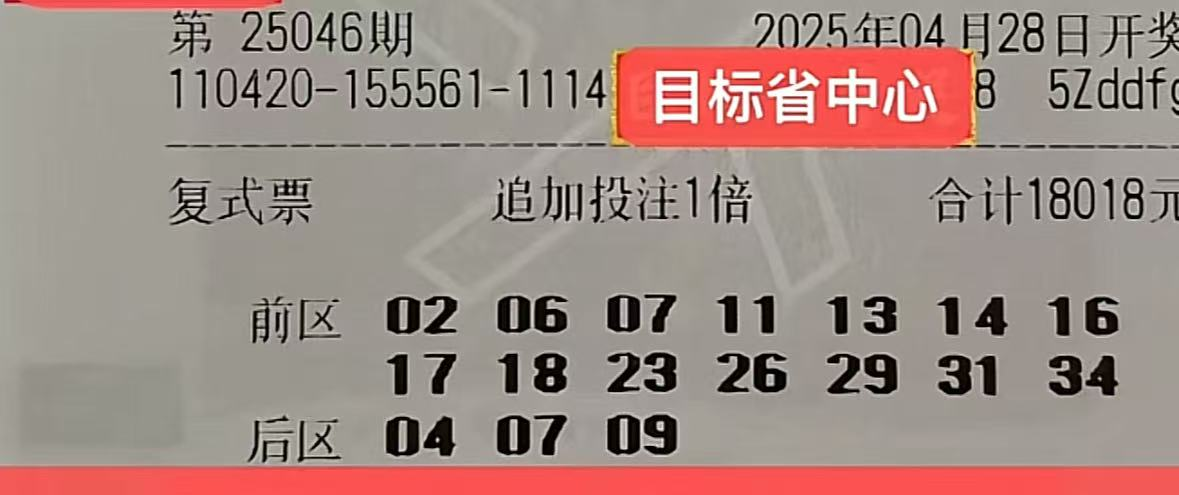 第 25046期 2025年04月28日开奖
110420-155561-1114 目标省中心 8 5Zddfg
复式票 追加投注1倍 合计18018元
前区 02 06 07 11 13 14 16
17 18 23 26 29 31 34
后区 04 07 09